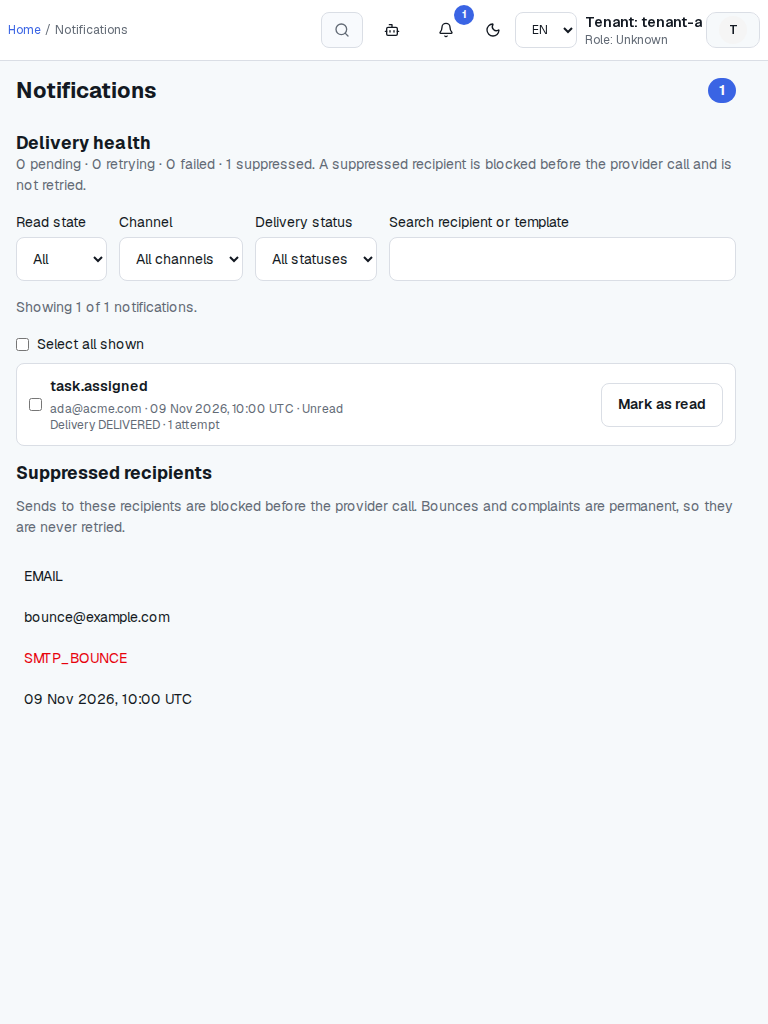 Home / Notifications
1
EN
Tenant: tenant-a
Role: Unknown
T
Notifications
1
Delivery health
0 pending · 0 retrying · 0 failed · 1 suppressed. A suppressed recipient is blocked before the provider call and is
not retried.
Read state
Channel
Delivery status
Search recipient or template
All
All channels
All statuses
Showing 1 of 1 notifications.
Select all shown
task.assigned
ada@acme.com · 09 Nov 2026, 10:00 UTC · Unread
Delivery DELIVERED · 1 attempt
Mark as read
Suppressed recipients
Sends to these recipients are blocked before the provider call. Bounces and complaints are permanent, so they
are never retried.
EMAIL
bounce@example.com
SMTP_BOUNCE
09 Nov 2026, 10:00 UTC